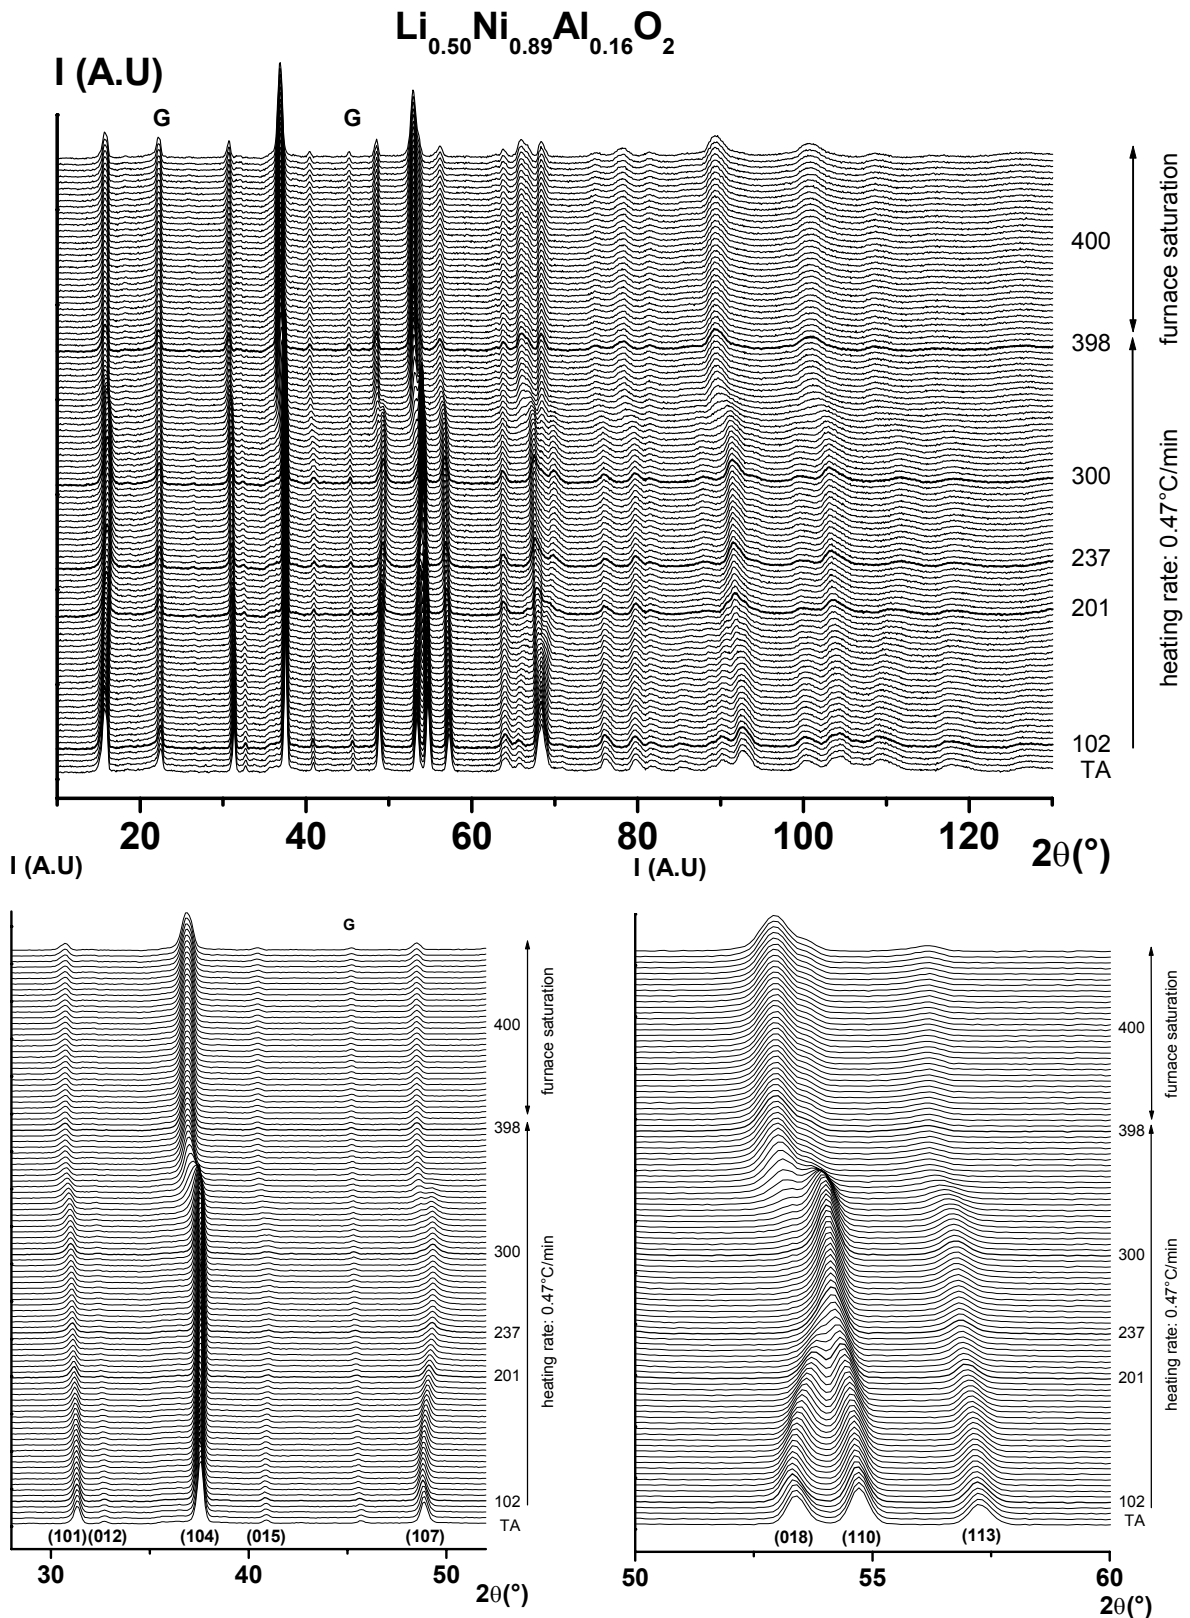 Li0.50Ni0.89Al0.16O2
I (A.U)
G G
400
398
300
237
201
102
TA
furnace saturation
heating rate: 0.47°C/min
20 40 60 80 100 120 2θ(°)
I (A.U)
G
400
398
300
237
201
102
TA
furnace saturation
heating rate: 0.47°C/min
(101) (012) (104) (015) (107)
30 40 50
2θ(°)
I (A.U)
400
398
300
237
201
102
TA
furnace saturation
heating rate: 0.47°C/min
(018) (110) (113)
50 55 60
2θ(°)